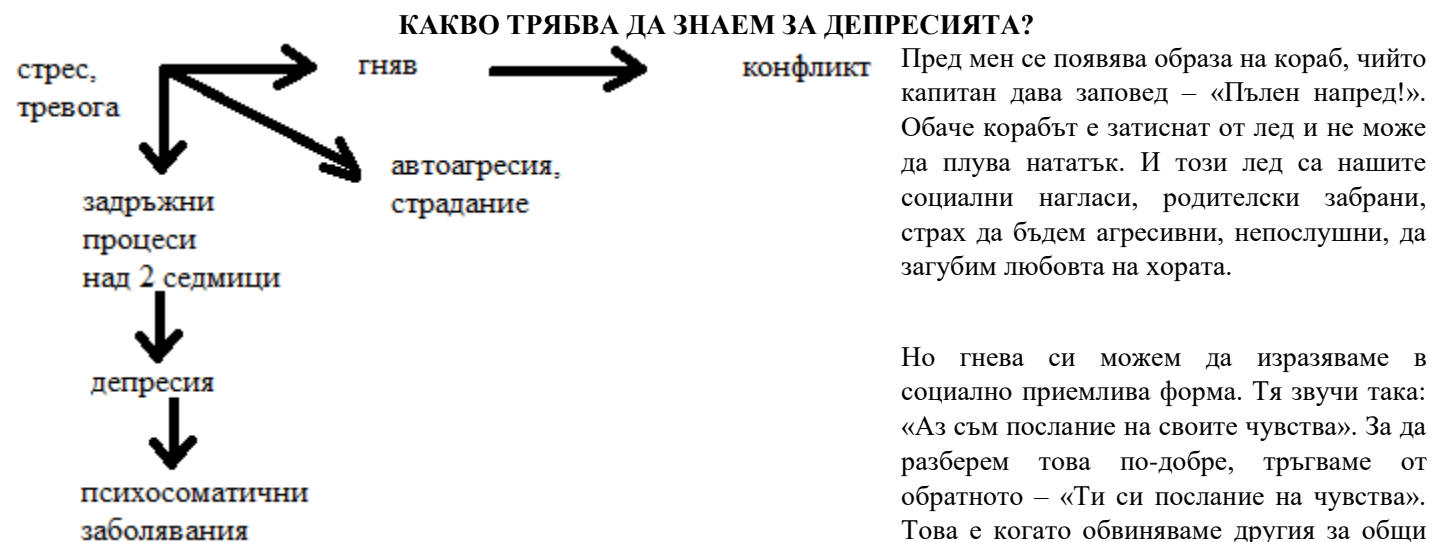 КАКВО ТРЯБВА ДА ЗНАЕМ ЗА ДЕПРЕСИЯТА?
стрес,
тревога
гняв
конфликт
автоагресия,
страдание
задръжни
процеси
над 2 седмици
депресия
психосоматични
заболявания
Пред мен се появява образа на кораб, чийто
капитан дава заповед – «Пълен напред!».
Обаче корабът е затиснат от лед и не може
да плува нататък. И този лед са нашите
социални нагласи, родителски забрани,
страх да бъдем агресивни, непослушни, да
загубим любовта на хората.
Но гнева си можем да изразяваме в
социално приемлива форма. Тя звучи така:
«Аз съм послание на своите чувства». За да
разберем това по-добре, тръгваме от
обратното – «Ти си послание на чувства».
Това е когато обвиняваме другия за общи